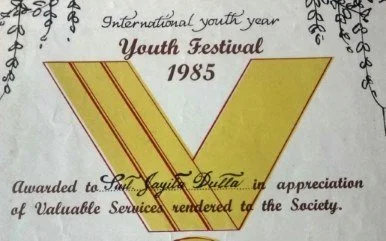 International youth year
Youth Festival
1985
Awarded to Smt. Jayita Dutta in appreciation
of Valuable Services rendered to the Society.